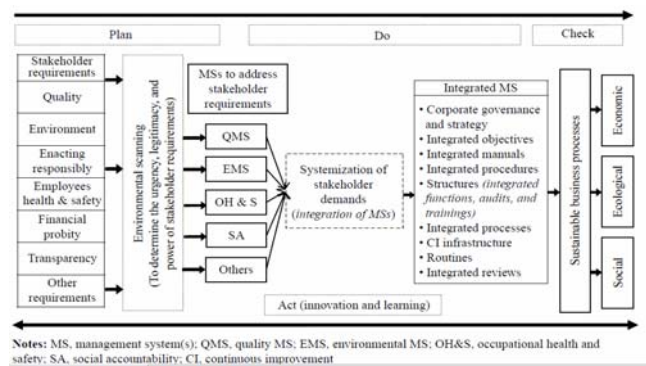 Plan
Do
Check
Stakeholder
requirements
Quality
Environment
Enacting
responsibly
Employees
health & safety
Financial
probity
Transparency
Other
requirements
Environmental scanning
(To determine the urgency, legitimacy, and
power of stakeholder requirements)
MSs to address
stakeholder
requirements
QMS
EMS
OH & S
SA
Others
Systemization of
stakeholder
demands
(integration of MSs)
Integrated MS
• Corporate governance
and strategy
• Integrated objectives
• Integrated manuals
• Integrated procedures
• Structures (integrated
functions, audits, and
trainings)
• Integrated processes
• CI infrastructure
• Routines
• Integrated reviews
Sustainable business processes
Economic
Ecological
Social
Act (innovation and learning)
Notes: MS, management system(s); QMS, quality MS; EMS, environmental MS; OH&S, occupational health and
safety; SA, social accountability; CI, continuous improvement